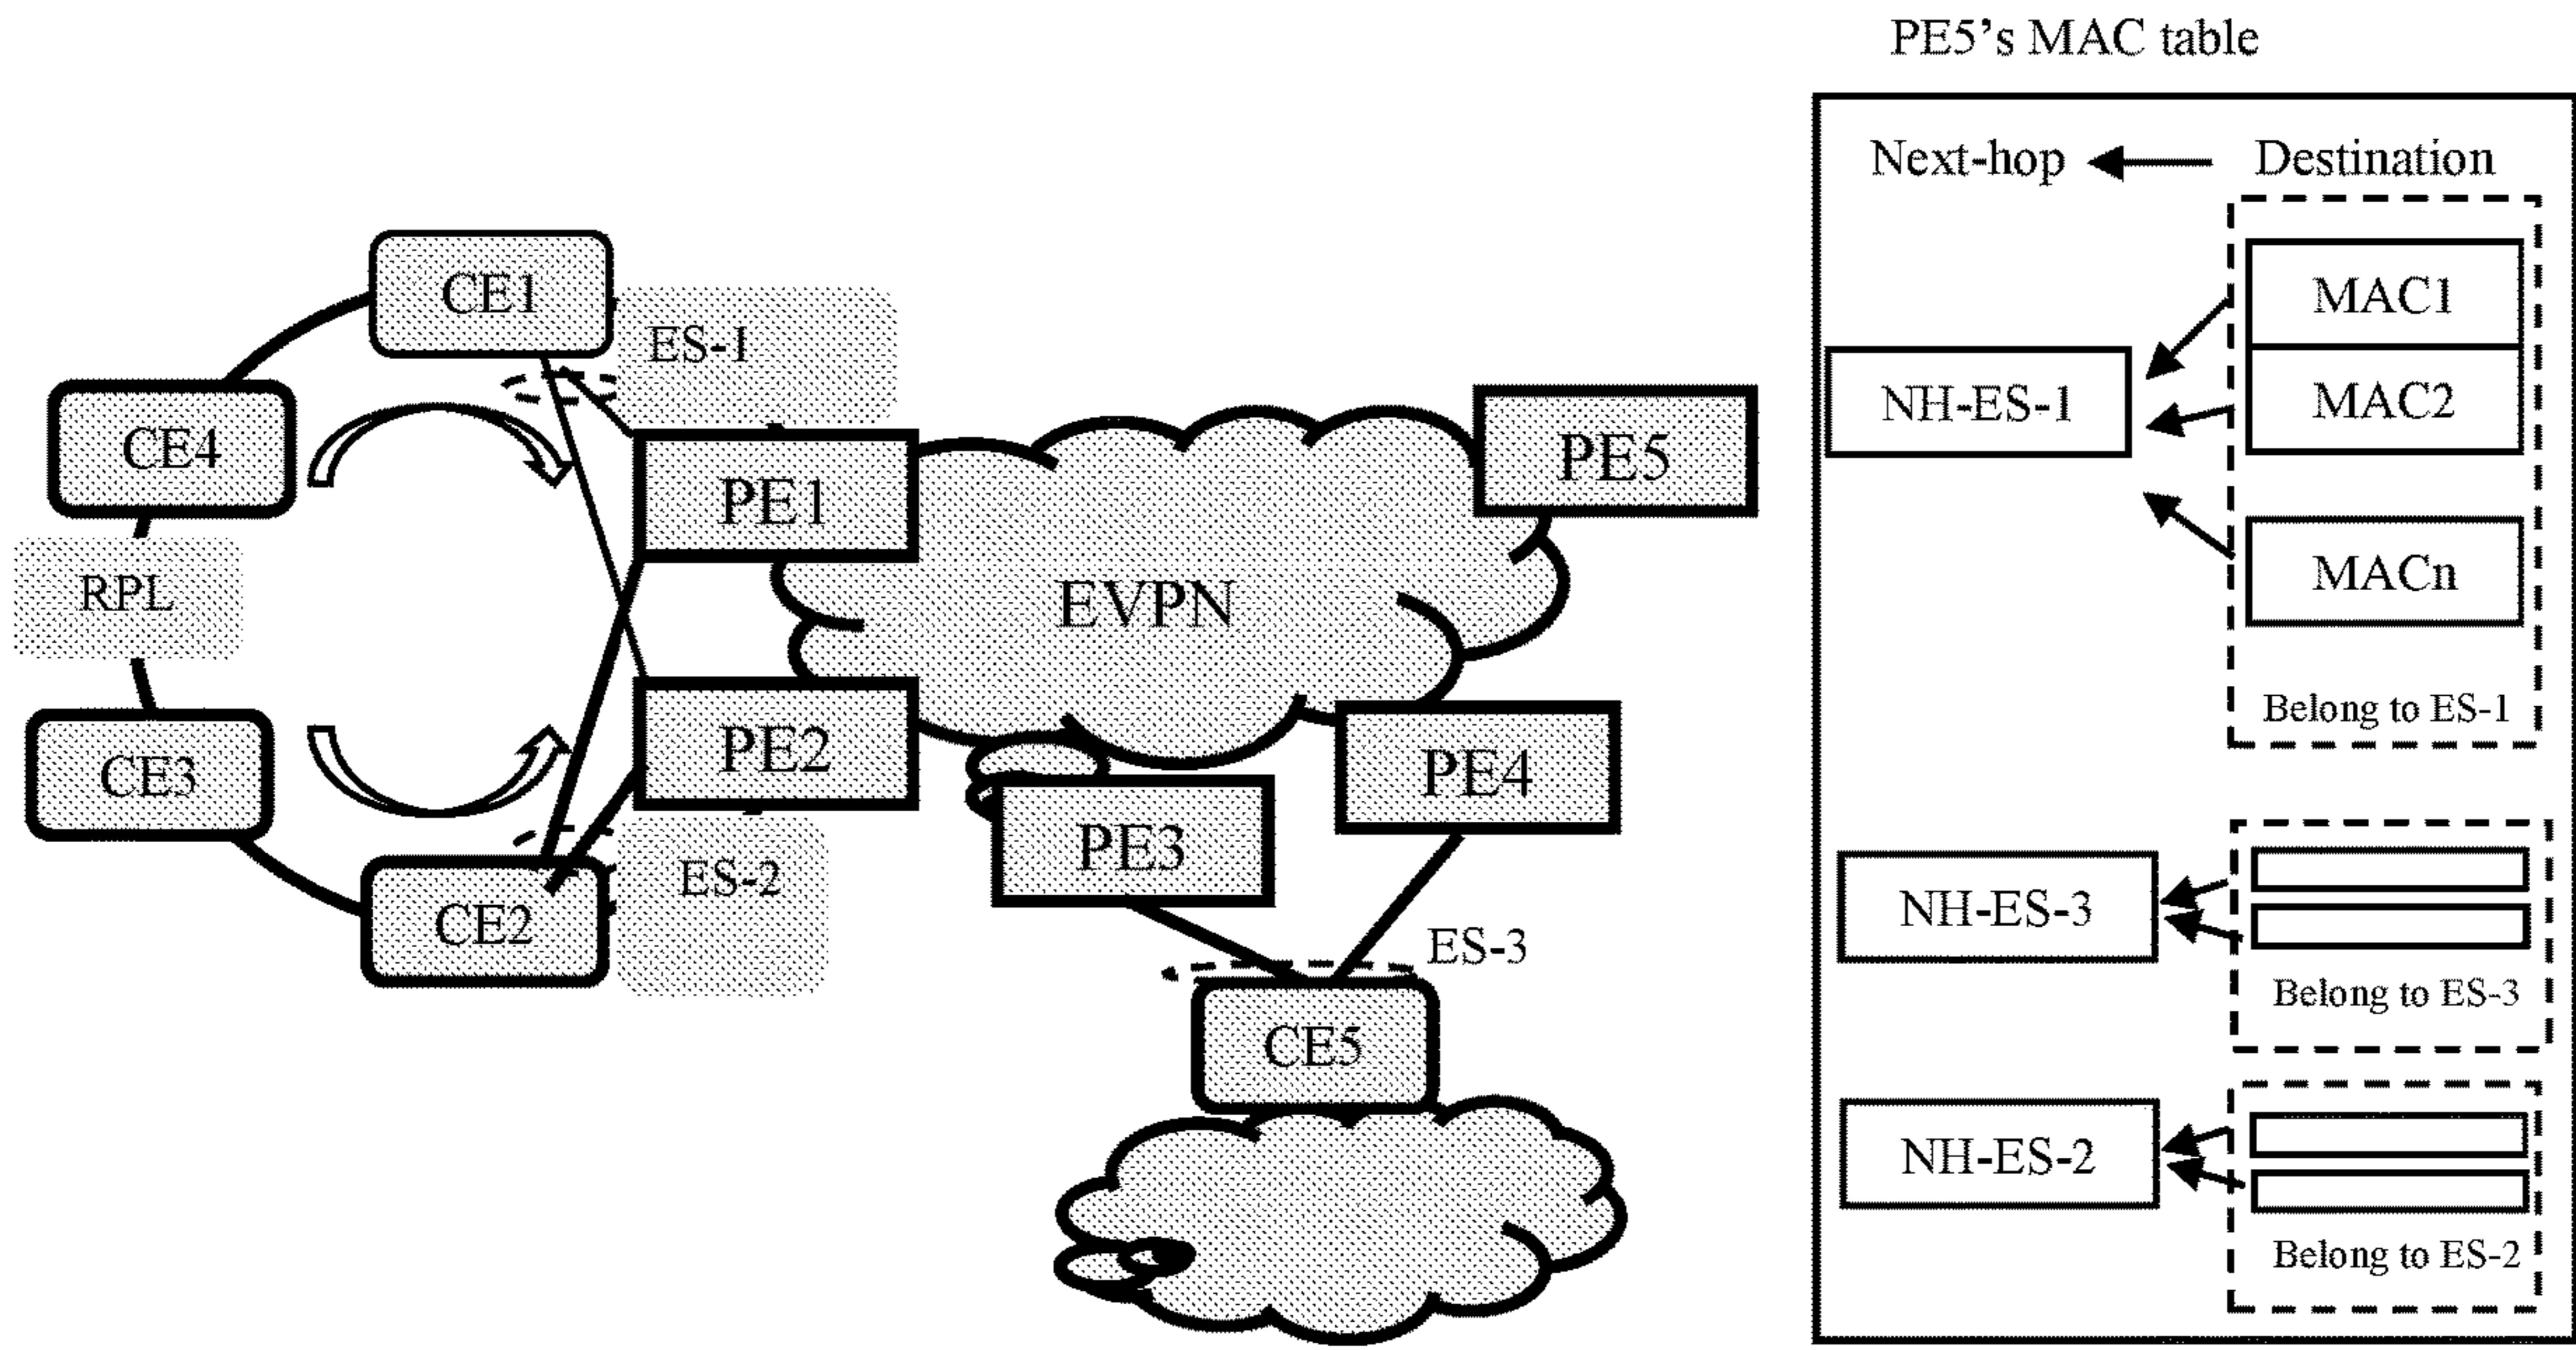 PE5's MAC table
Next-hop
Destination
CE1
ES-1
CE4
PE1
PE5
RPL
EVPN
CE3
PE2
PE4
PE3
ES-2
CE2
ES-3
CE5
MAC1
NH-ES-1
MAC2
MACn
Belong to ES-1
NH-ES-3
Belong to ES-3
NH-ES-2
Belong to ES-2